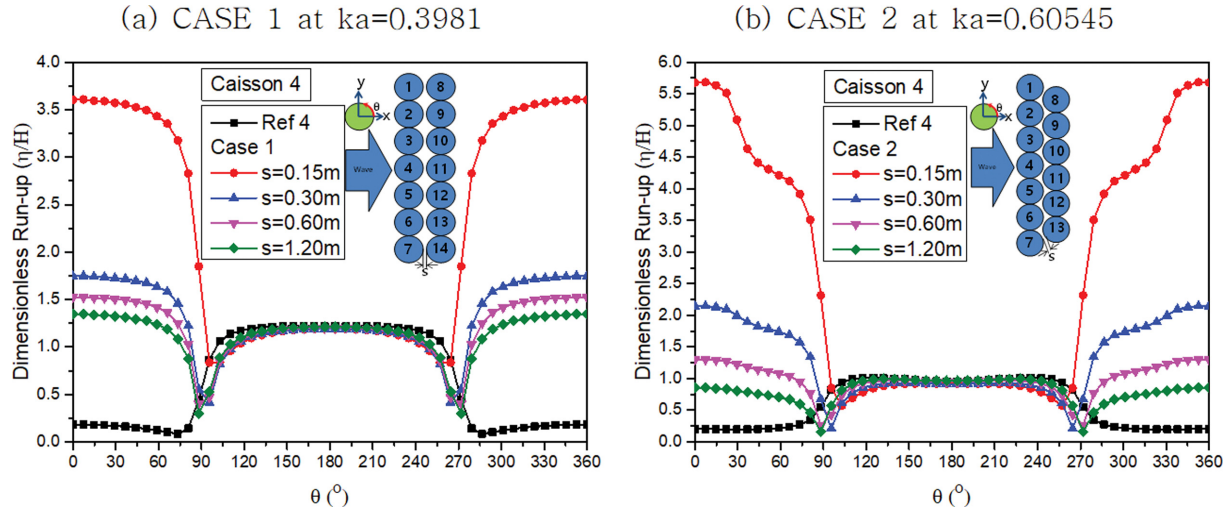 (a) CASE 1 at ka=0.3981
Dimensionless Run-up (η/H)
4.0
3.5
3.0
2.5
2.0
1.5
1.0
0.5
0.0
Caisson 4
Ref 4
Case 1
s=0.15m
s=0.30m
s=0.60m
s=1.20m
y
θ
x
Wave
1 8
2 9
3 10
4 11
5 12
6 13
7 14
s
0 30 60 90 120 150 180 210 240 270 300 330 360
θ (°)
(b) CASE 2 at ka=0.60545
Dimensionless Run-up (η/H)
6.0
5.5
5.0
4.5
4.0
3.5
3.0
2.5
2.0
1.5
1.0
0.5
0.0
Caisson 4
Ref 4
Case 2
s=0.15m
s=0.30m
s=0.60m
s=1.20m
y
θ
x
Wave
1
8
2
9
3
10
4
11
5
12
6
13
7
s
0 30 60 90 120 150 180 210 240 270 300 330 360
θ (°)